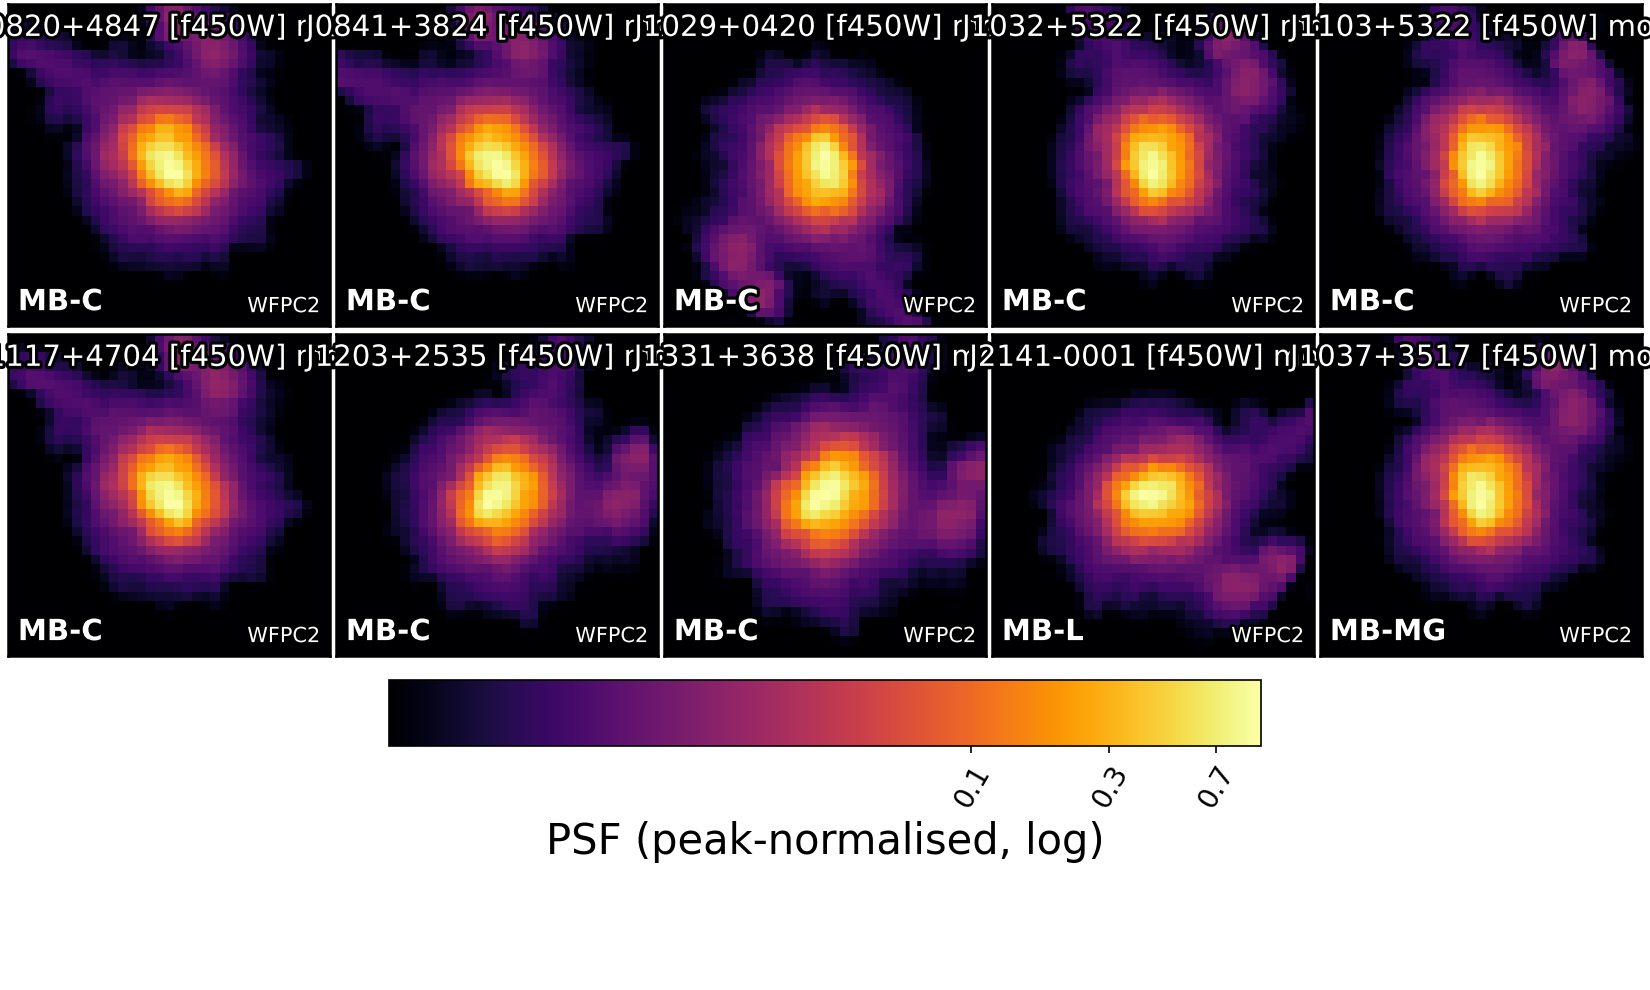 0820+4847 [f450W] rJ0841+3824 [f450W] rJ1029+0420 [f450W] rJ1032+5322 [f450W] rJ1103+5322 [f450W] mo
MB-C WFPC2 MB-C WFPC2 MB-C WFPC2 MB-C WFPC2 MB-C WFPC2
1117+4704 [f450W] rJ1203+2535 [f450W] rJ1331+3638 [f450W] nJ2141-0001 [f450W] nJ1037+3517 [f450W] mo
MB-C WFPC2 MB-C WFPC2 MB-C WFPC2 MB-L WFPC2 MB-MG WFPC2
0.1 0.3 0.7
PSF (peak-normalised, log)